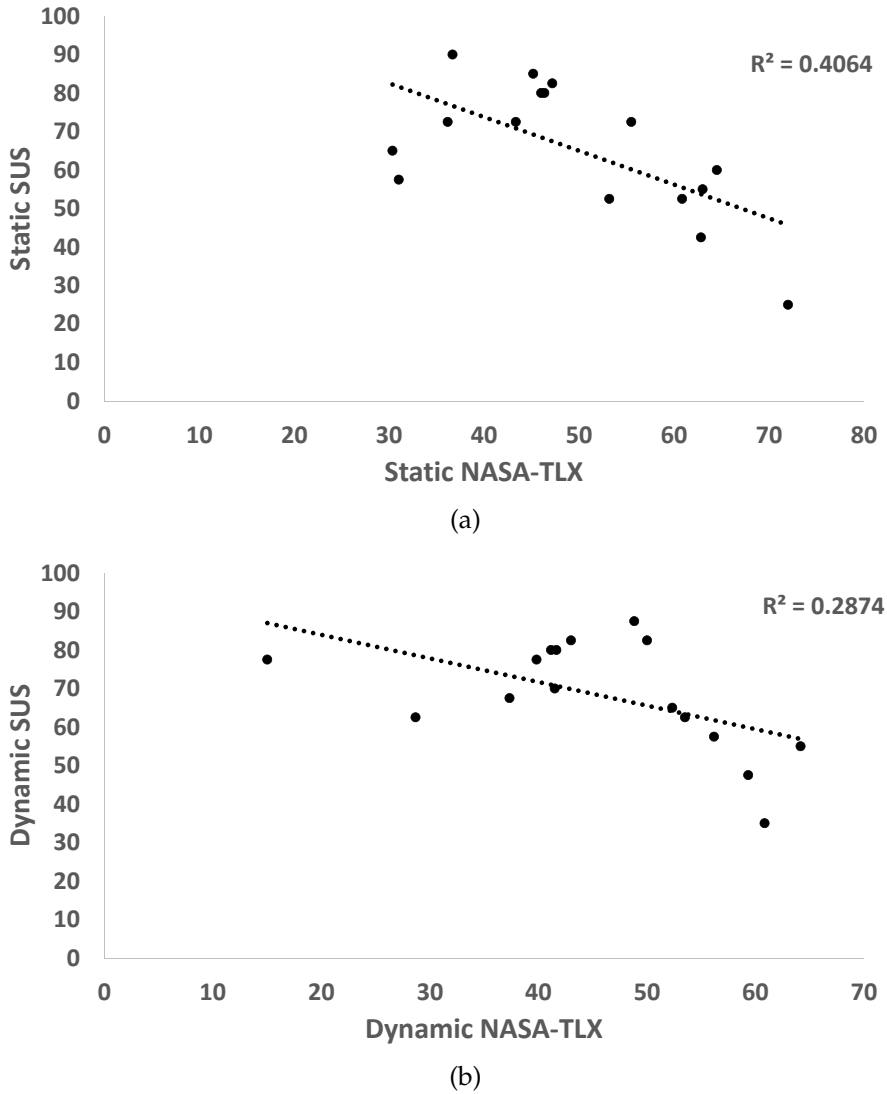 100
90
R² = 0.4064
80
70
60
50
40
30
20
10
0
Static SUS
0 10 20 30 40 50 60 70 80
Static NASA-TLX
(a)
100
90
R² = 0.2874
80
70
60
50
40
30
20
10
0
Dynamic SUS
0 10 20 30 40 50 60 70
Dynamic NASA-TLX
(b)